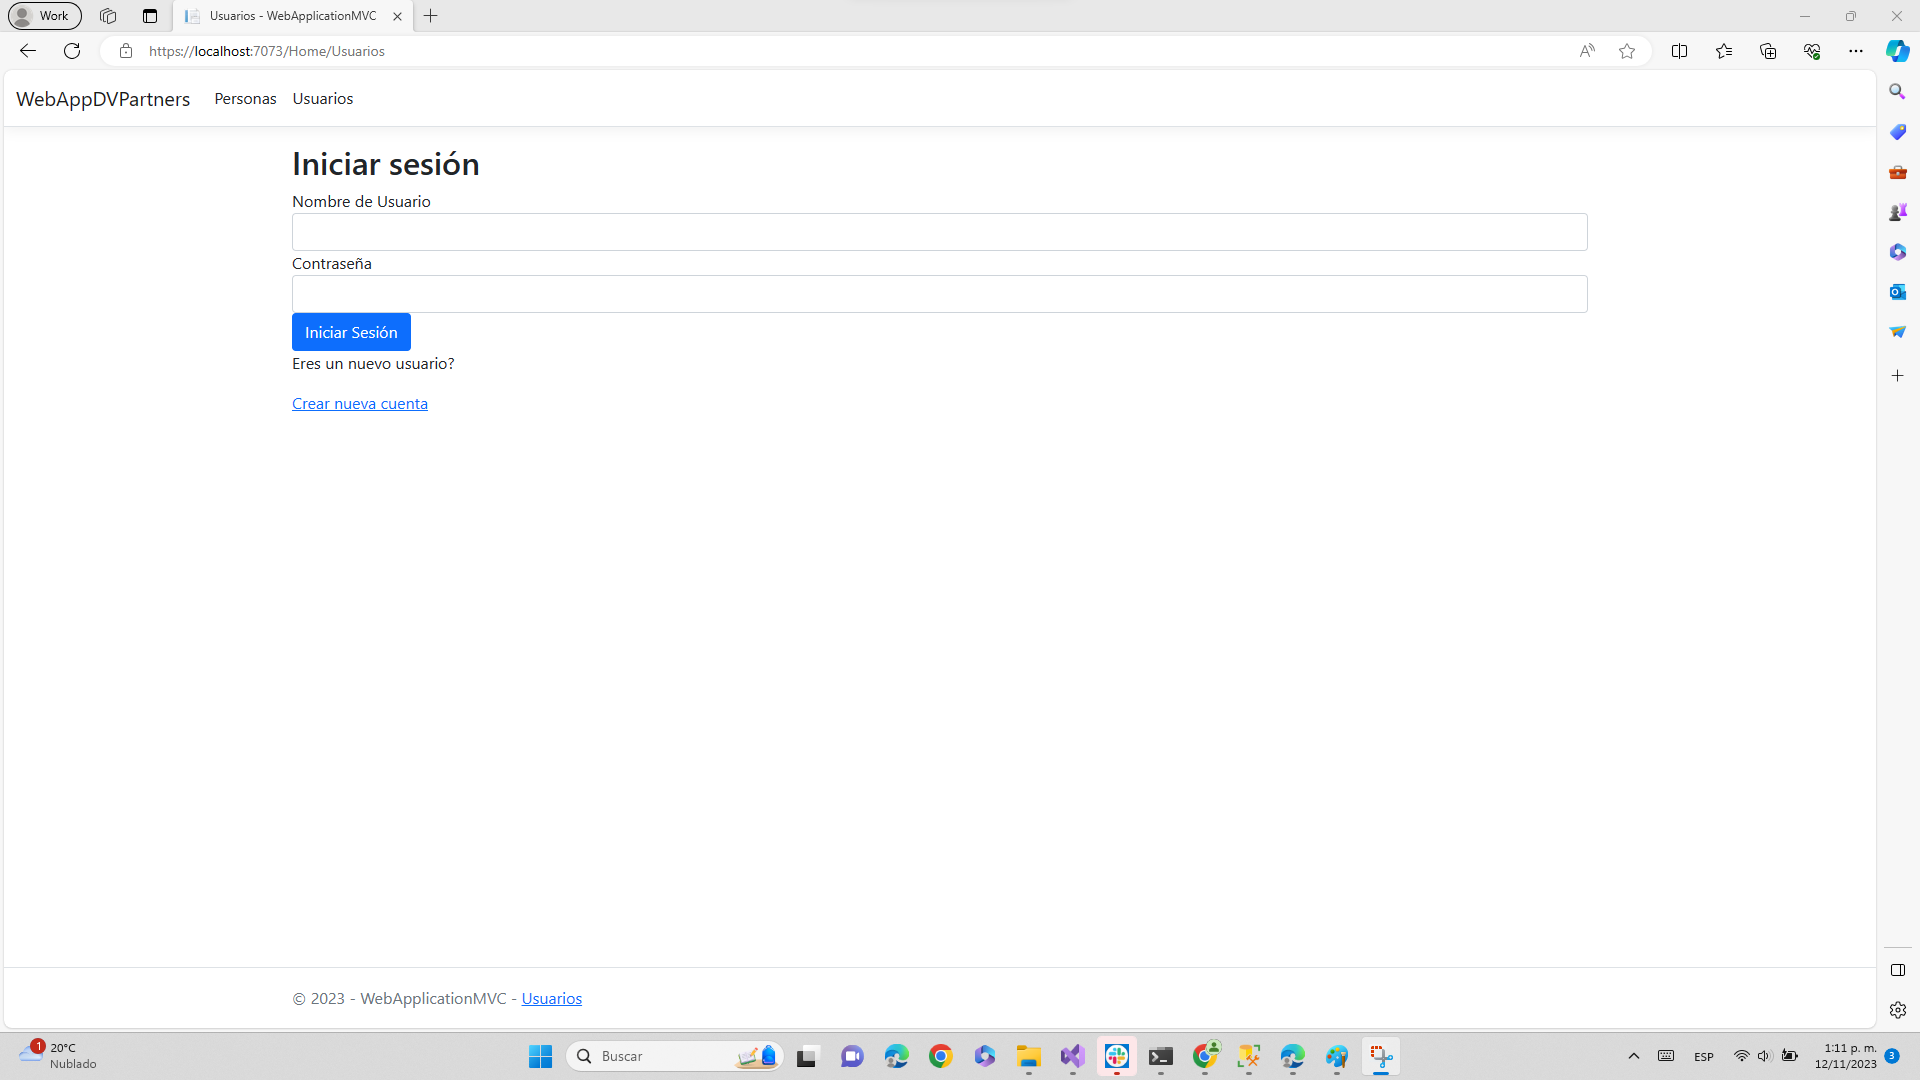 Work
Usuarios - WebApplicationMVC
https://localhost:7073/Home/Usuarios
WebAppDVPartners Personas Usuarios
Iniciar sesión
Nombre de Usuario
Contraseña
Iniciar Sesión
Eres un nuevo usuario?
Crear nueva cuenta
© 2023 - WebApplicationMVC - Usuarios
1
20°C
Nublado
Buscar
ESP
1:11 p. m.
12/11/2023
3